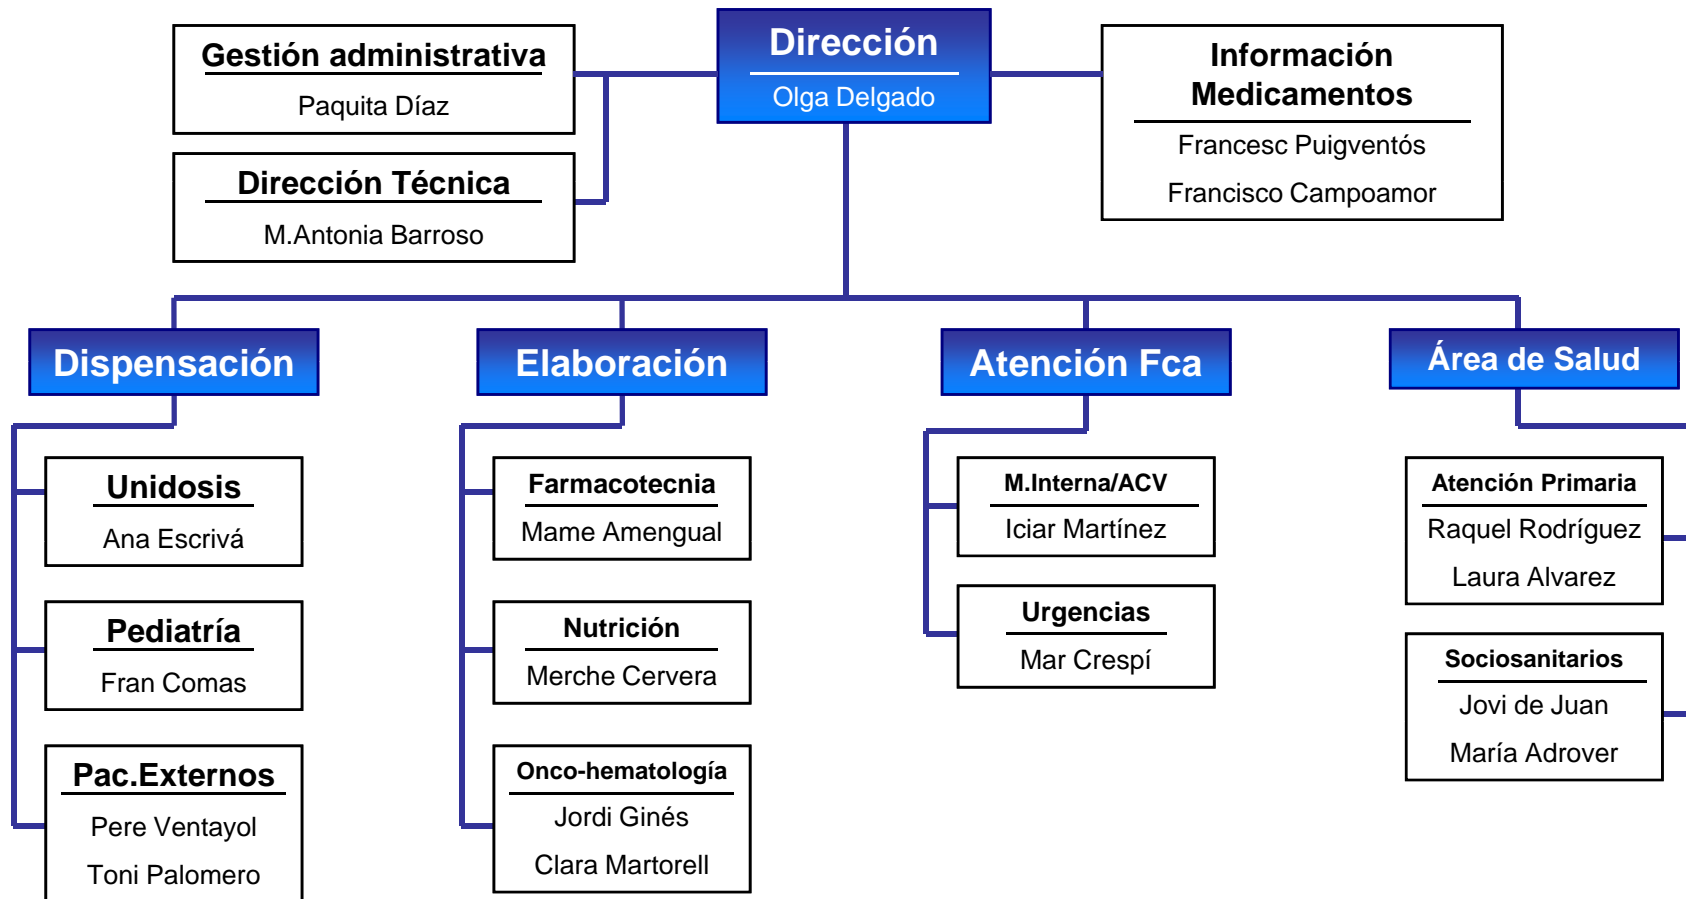 Gestión administrativa
Paquita Díaz
Dirección
Olga Delgado
Información
Medicamentos
Francesc Puigventós
Francisco Campoamor
Dirección Técnica
M.Antonia Barroso
Dispensación
Elaboración
Atención Fca
Área de Salud
Unidosis
Ana Escrivá
Pediatría
Fran Comas
Pac.Externos
Pere Ventayol
Toni Palomero
Farmacotecnia
Mame Amengual
Nutrición
Merche Cervera
Onco-hematología
Jordi Ginés
Clara Martorell
M.Interna/ACV
Iciar Martínez
Urgencias
Mar Crespí
Atención Primaria
Raquel Rodríguez
Laura Alvarez
Sociosanitarios
Jovi de Juan
María Adrover